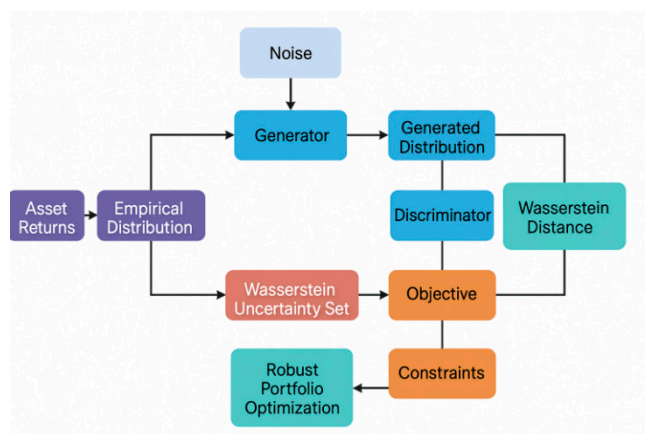 Noise
Generator
Generated
Distribution
Asset
Returns
Empirical
Distribution
Discriminator
Wasserstein
Distance
Wasserstein
Uncertainty Set
Objective
Robust
Portfolio
Optimization
Constraints